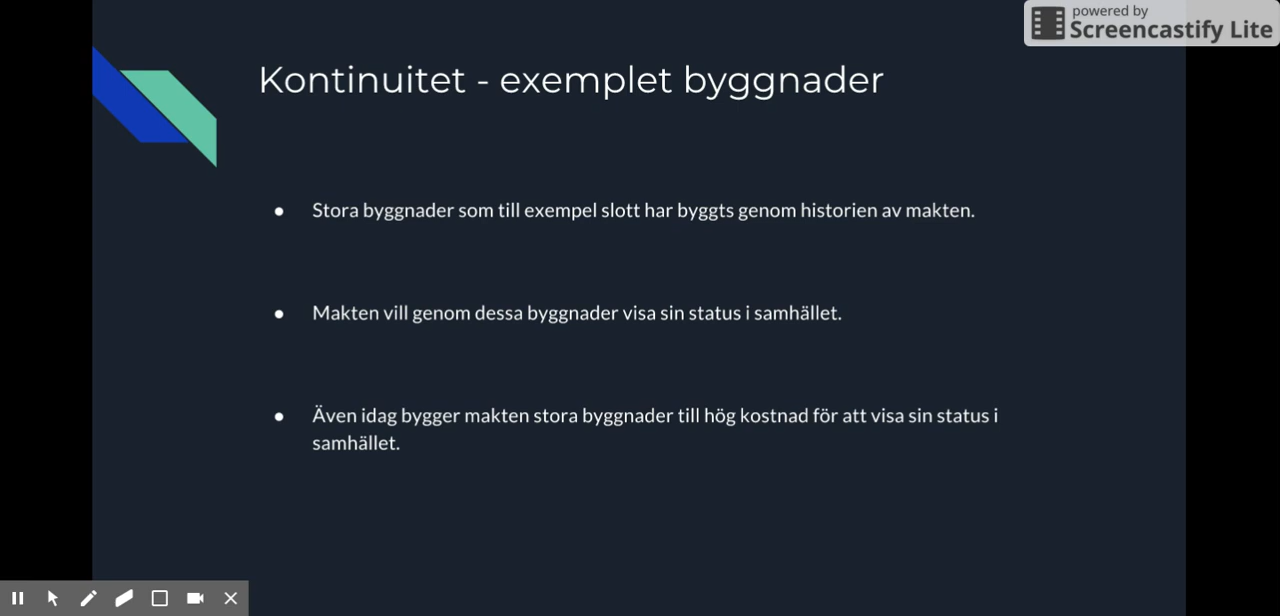 powered by
Screencastify Lite
Kontinuitet - exemplet byggnader
● Stora byggnader som till exempel slott har byggts genom historien av makten.
● Makten vill genom dessa byggnader visa sin status i samhället.
● Även idag bygger makten stora byggnader till hög kostnad för att visa sin status i
samhället.